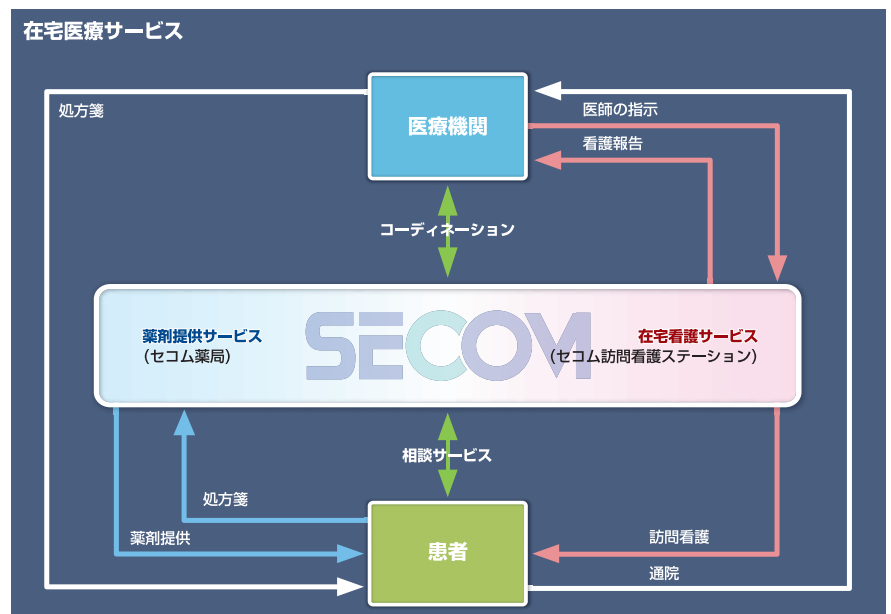 在宅医療サービス
処方箋
医療機関
医師の指示
看護報告
コーディネーション
薬剤提供サービス
(セコム薬局)
SECOM
在宅看護サービス
(セコム訪問看護ステーション)
相談サービス
処方箋
薬剤提供
患者
訪問看護
通院